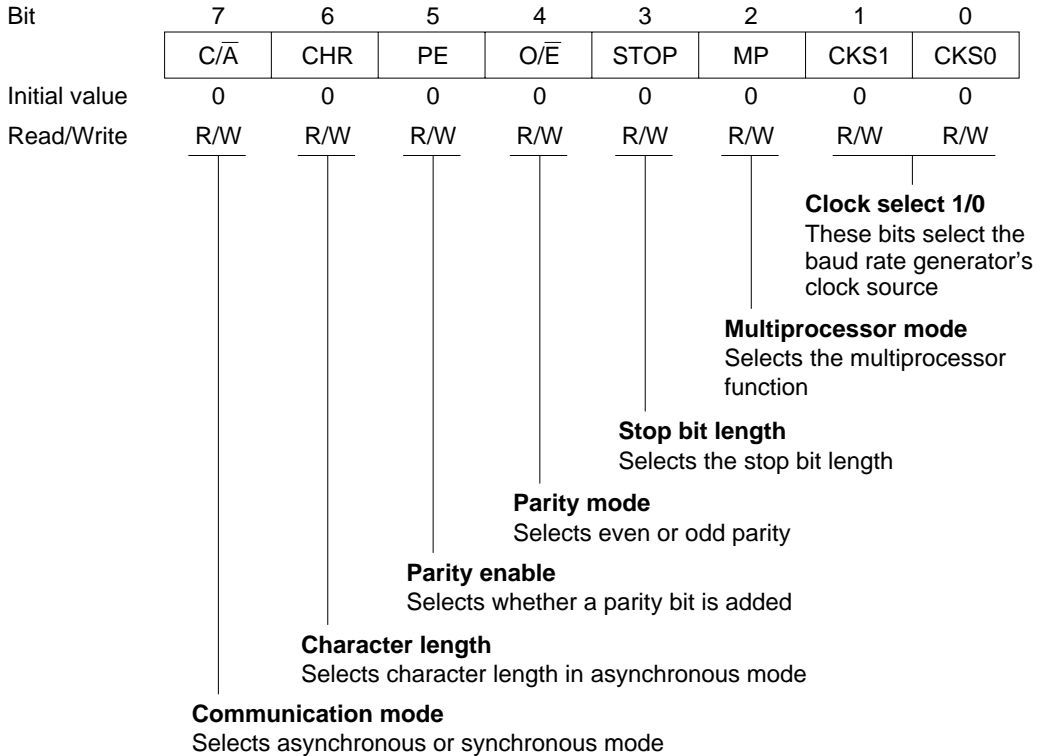 Bit 7 6 5 4 3 2 1 0
C/A̅ CHR PE O/E̅ STOP MP CKS1 CKS0
Initial value 0 0 0 0 0 0 0 0
Read/Write R/W R/W R/W R/W R/W R/W R/W R/W
Clock select 1/0
These bits select the
baud rate generator's
clock source
Multiprocessor mode
Selects the multiprocessor
function
Stop bit length
Selects the stop bit length
Parity mode
Selects even or odd parity
Parity enable
Selects whether a parity bit is added
Character length
Selects character length in asynchronous mode
Communication mode
Selects asynchronous or synchronous mode